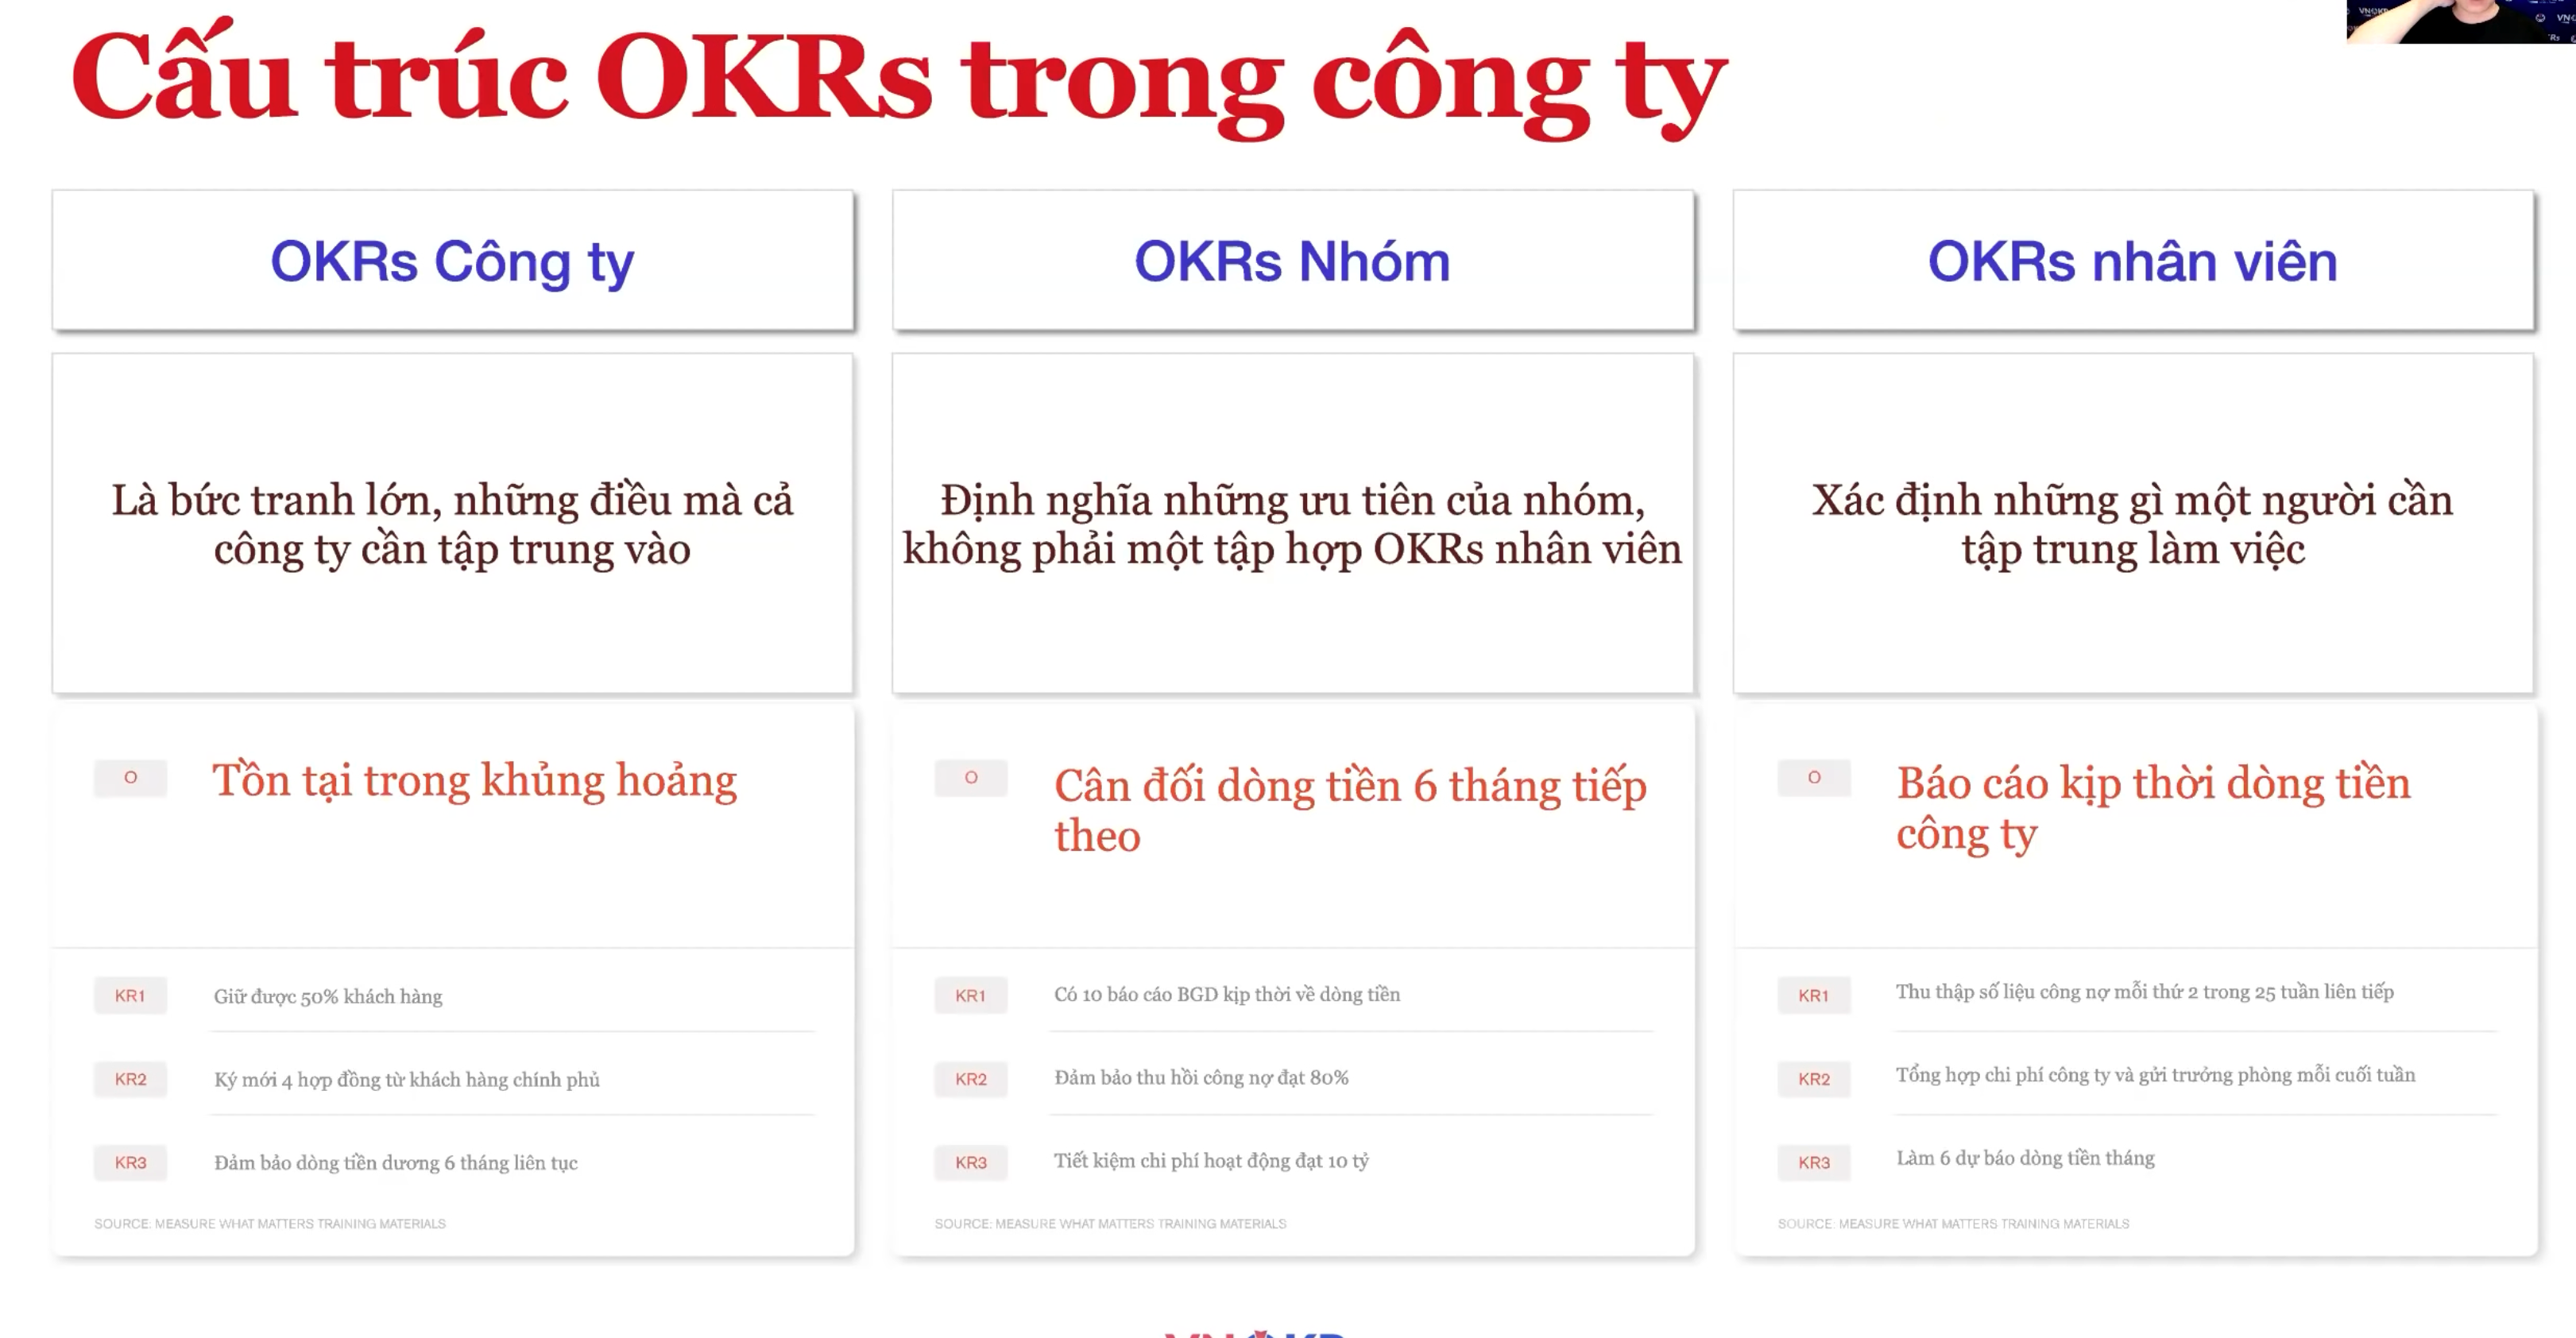 Cấu trúc OKRs trong công ty
OKRs Công ty
OKRs Nhóm
OKRs nhân viên
Là bức tranh lớn, những điều mà cả
công ty cần tập trung vào
Định nghĩa những ưu tiên của nhóm,
không phải một tập hợp OKRs nhân viên
Xác định những gì một người cần
tập trung làm việc
O
Tồn tại trong khủng hoảng
KR1
Giữ được 50% khách hàng
KR2
Ký mới 4 hợp đồng từ khách hàng chính phủ
KR3
Đảm bảo dòng tiền dương 6 tháng liên tục
SOURCE: MEASURE WHAT MATTERS TRAINING MATERIALS
O
Cân đối dòng tiền 6 tháng tiếp
theo
KR1
Có 10 báo cáo BGD kịp thời về dòng tiền
KR2
Đảm bảo thu hồi công nợ đạt 80%
KR3
Tiết kiệm chi phí hoạt động đạt 10 tỷ
SOURCE: MEASURE WHAT MATTERS TRAINING MATERIALS
O
Báo cáo kịp thời dòng tiền
công ty
KR1
Thu thập số liệu công nợ mỗi thứ 2 trong 25 tuần liên tiếp
KR2
Tổng hợp chi phí công ty và gửi trưởng phòng mỗi cuối tuần
KR3
Làm 6 dự báo dòng tiền tháng
SOURCE: MEASURE WHAT MATTERS TRAINING MATERIALS